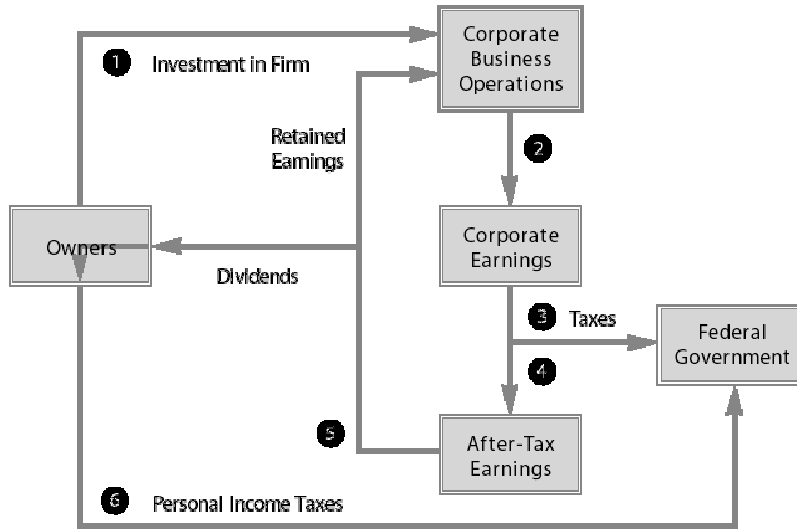 Corporate
Business
Operations
1 Investment in Firm
Retained
Earnings
2
Owners
Corporate
Earnings
Dividends
3 Taxes
Federal
Government
4
5
After-Tax
Earnings
6 Personal Income Taxes